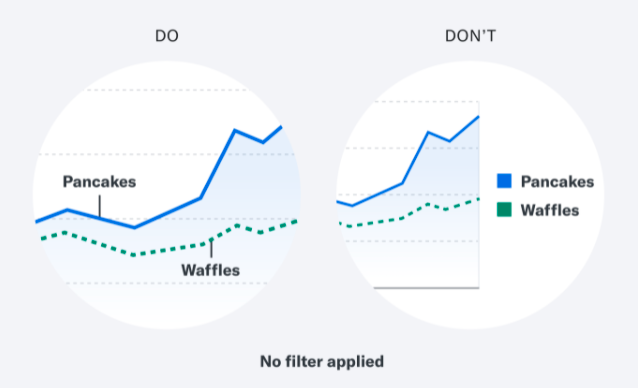 DO
DON'T
Pancakes
Waffles
Pancakes
Waffles
No filter applied